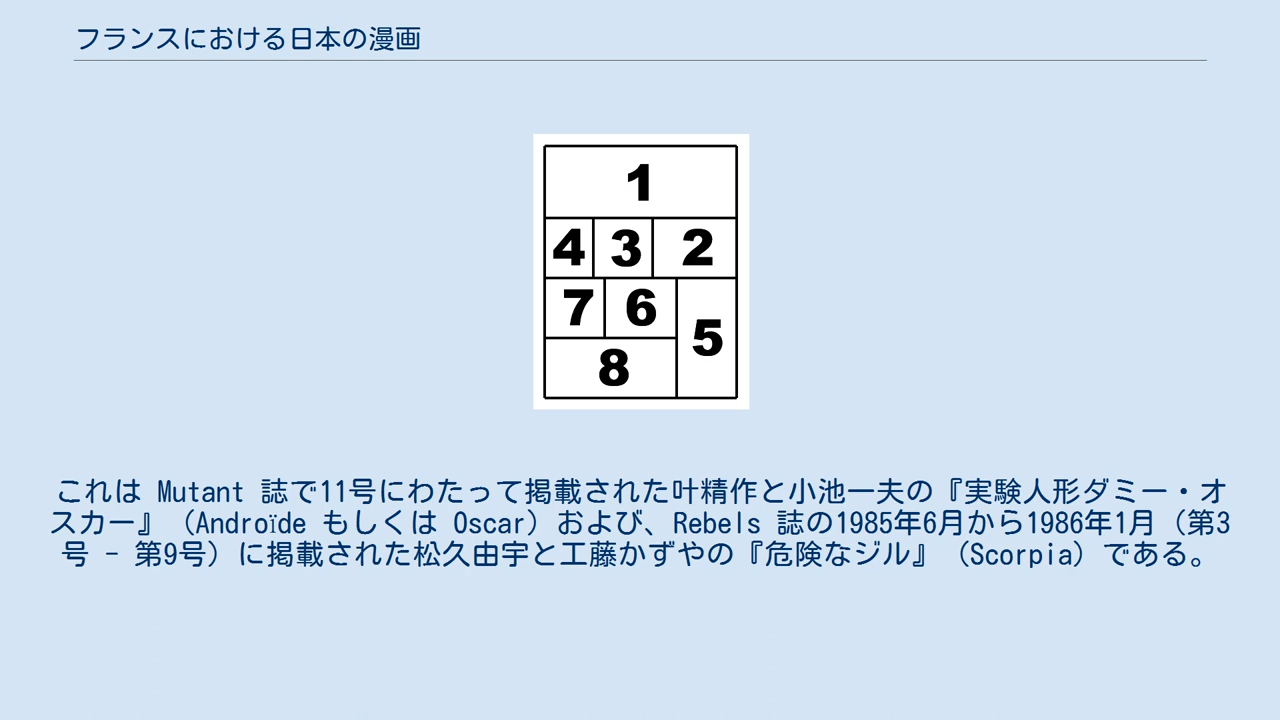 フランスにおける日本の漫画
1
4 3 2
7 6 5
8
これは Mutant 誌で11号にわたって掲載された叶精作と小池一夫の『実験人形ダミー・オ
スカー』（Androïde もしくは Oscar）および、Rebels 誌の1985年6月から1986年1月（第3
号 - 第9号）に掲載された松久由宇と工藤かずやの『危険なジル』（Scorpia）である。